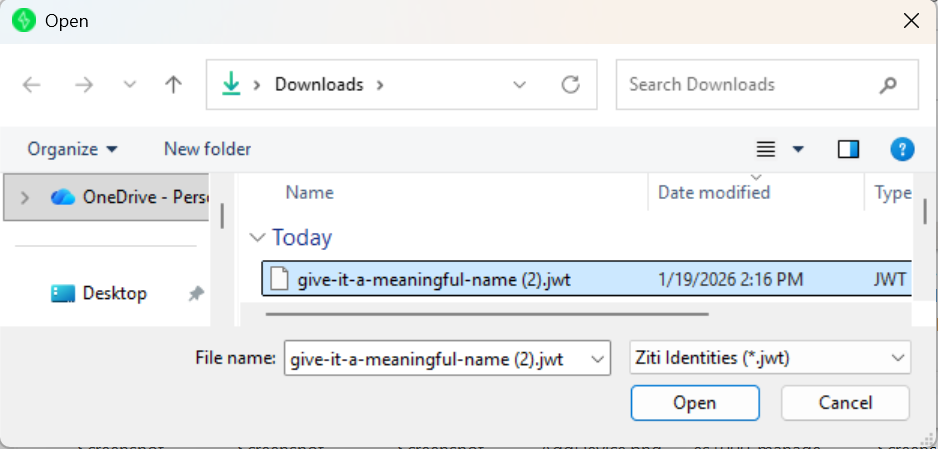 Open
Downloads
Search Downloads
Organize
New folder
OneDrive - Pers
Name
Date modified
Type
Today
give-it-a-meaningful-name (2).jwt
1/19/2026 2:16 PM
JWT
Desktop
File name:
give-it-a-meaningful-name (2).jwt
Ziti Identities (*.jwt)
Open
Cancel